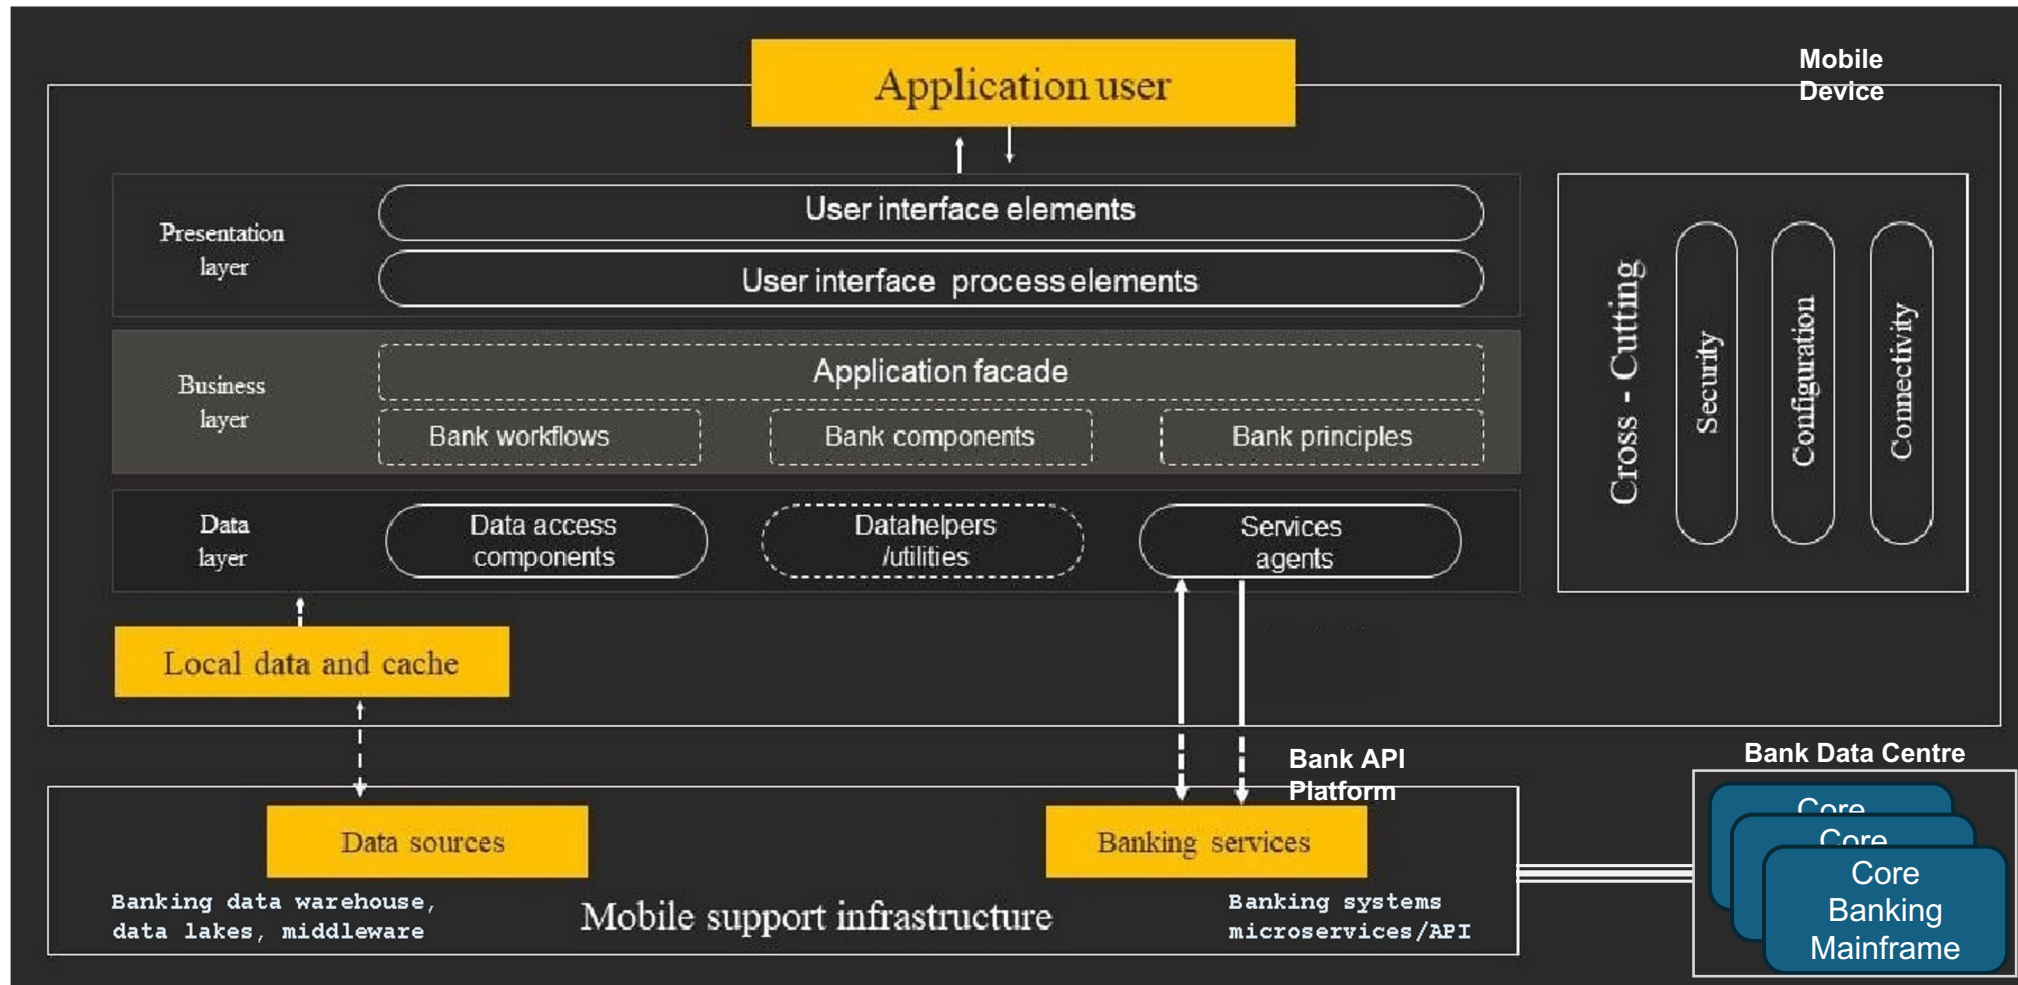 Application user
Mobile
Device
Presentation
layer
User interface elements
User interface process elements
Business
layer
Application facade
Bank workflows
Bank components
Bank principles
Data
layer
Data access
components
Datahelpers
/utilities
Services
agents
Cross - Cutting
Security
Configuration
Connectivity
Local data and cache
Bank API
Platform
Data sources
Banking services
Banking data warehouse,
data lakes, middleware
Mobile support infrastructure
Banking systems
microservices/API
Bank Data Centre
Core
Core
Core
Banking
Mainframe